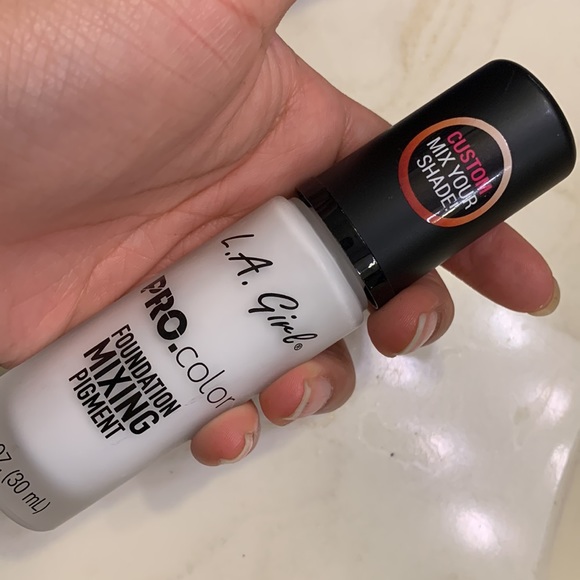 CUSTOM
MIX YOUR
SHADE!
L.A. Girl®
PRO.color
FOUNDATION
MIXING
PIGMENT
OZ. (30 mL)